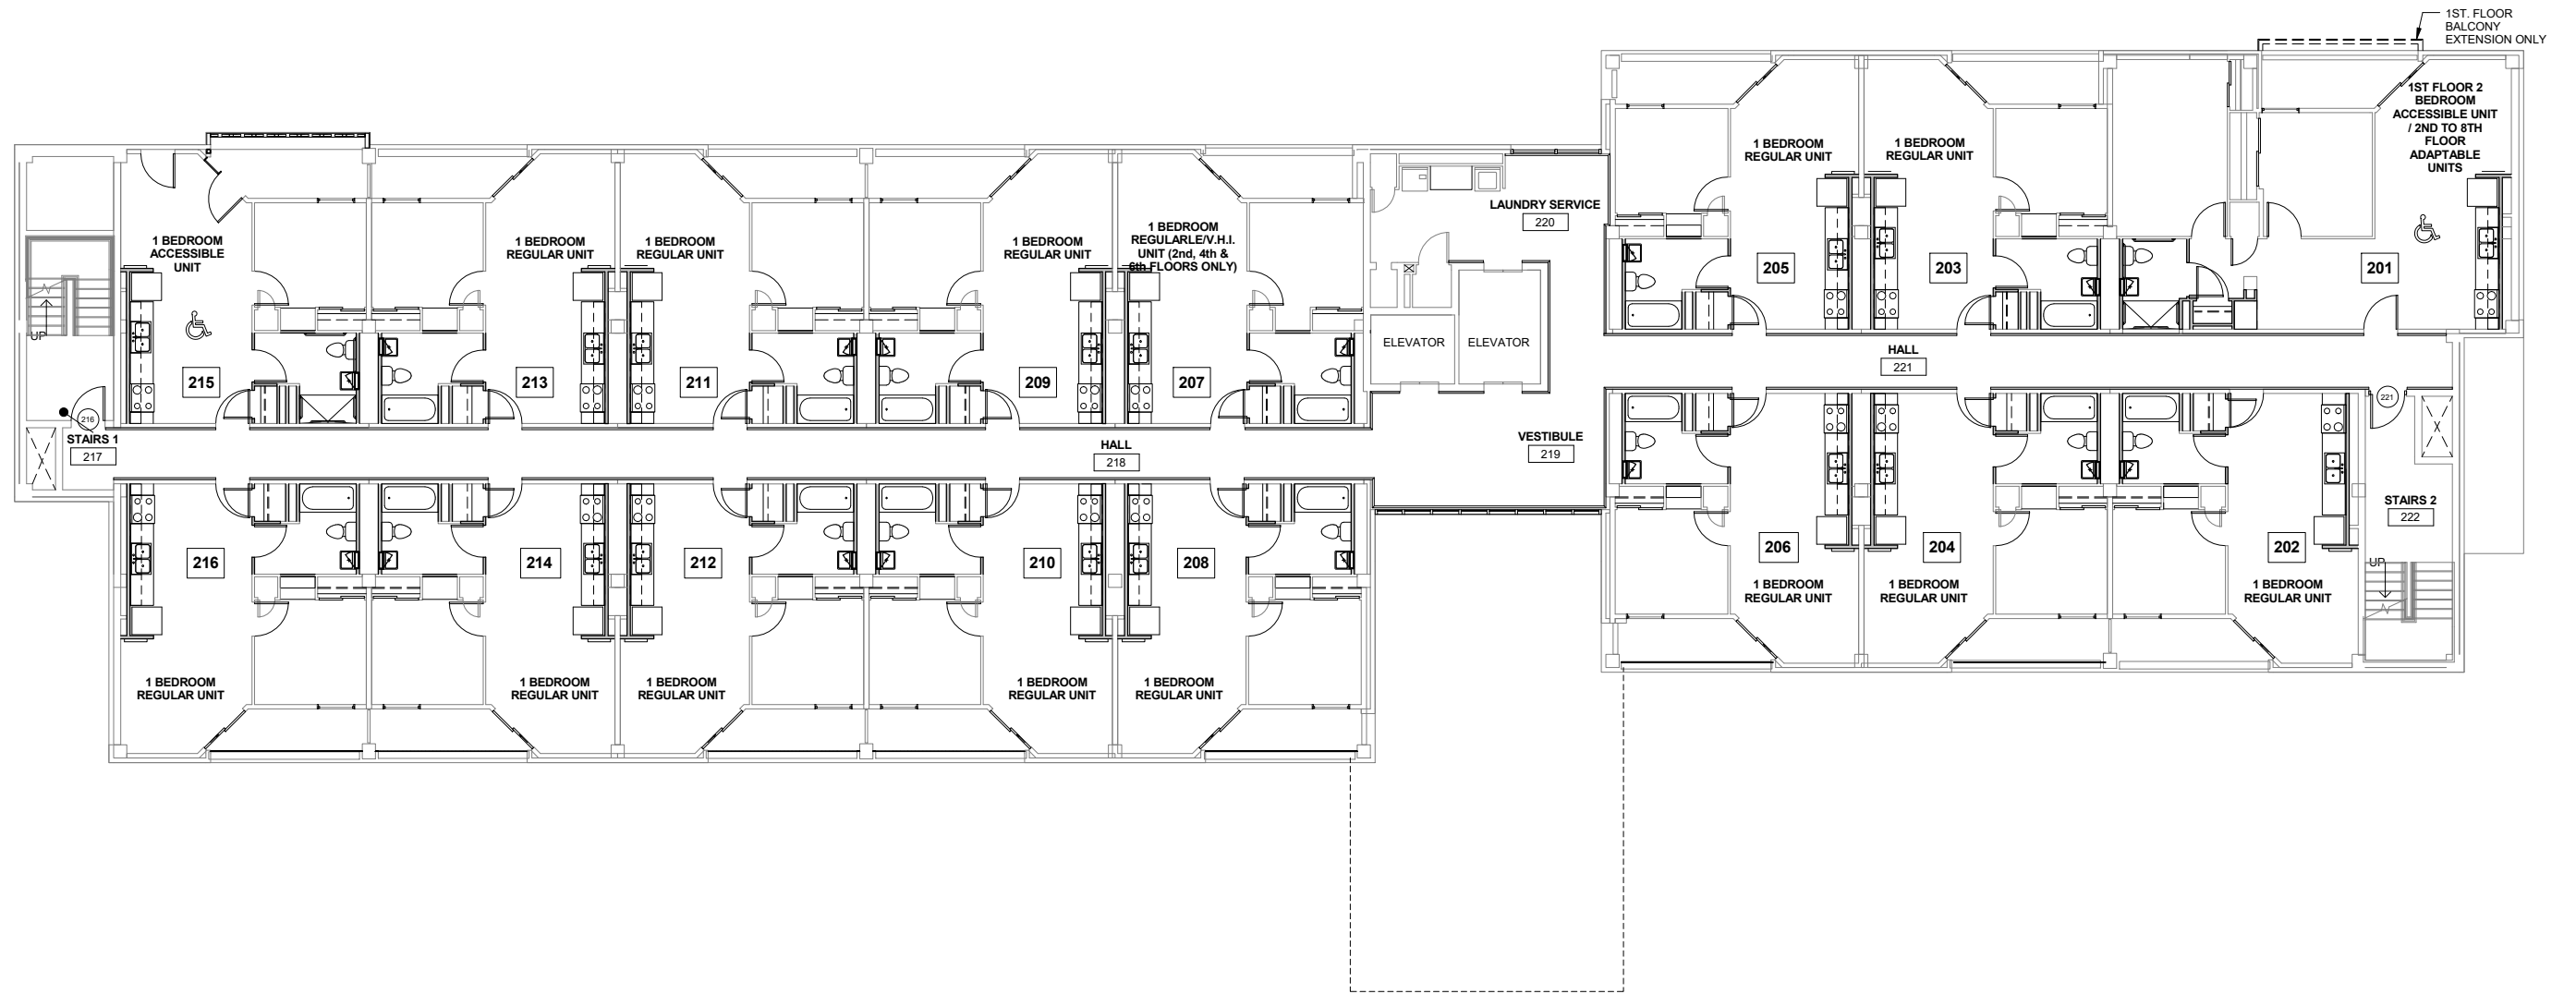 1ST. FLOOR
BALCONY
EXTENSION ONLY
1ST FLOOR 2
BEDROOM
ACCESSIBLE UNIT
/ 2ND TO 8TH
FLOOR
ADAPTABLE
UNITS
1 BEDROOM
REGULAR UNIT
1 BEDROOM
REGULAR UNIT
LAUNDRY SERVICE
220
1 BEDROOM
ACCESSIBLE
UNIT
1 BEDROOM
REGULAR UNIT
1 BEDROOM
REGULAR UNIT
1 BEDROOM
REGULAR UNIT
1 BEDROOM
REGULARLE/V.H.I.
UNIT (2nd, 4th &
6th FLOORS ONLY)
205
203
201
UP
ELEVATOR
ELEVATOR
HALL
221
215
213
211
209
207
216
221
STAIRS 1
217
HALL
218
VESTIBULE
219
STAIRS 2
222
216
214
212
210
208
206
204
202
UP
1 BEDROOM
REGULAR UNIT
1 BEDROOM
REGULAR UNIT
1 BEDROOM
REGULAR UNIT
1 BEDROOM
REGULAR UNIT
1 BEDROOM
REGULAR UNIT
1 BEDROOM
REGULAR UNIT
1 BEDROOM
REGULAR UNIT
1 BEDROOM
REGULAR UNIT